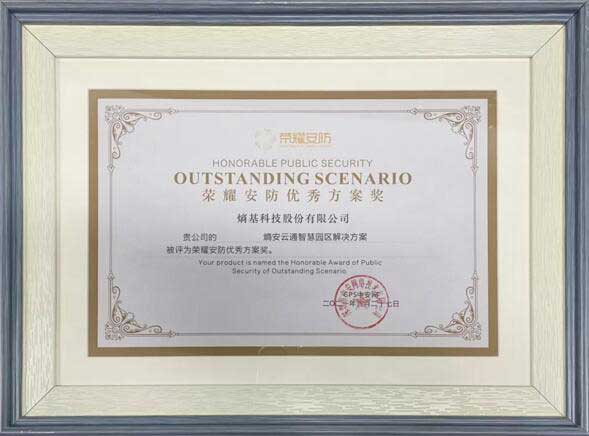 荣耀安防
HONORABLE PUBLIC SECURITY
OUTSTANDING SCENARIO
荣耀安防优秀方案奖
熵基科技股份有限公司
贵公司的 熵安云通智慧园区解决方案
被评为荣耀安防优秀方案奖。
Your product is named the Honorable Award of Public
Security of Outstanding Scenario
CPS中安网